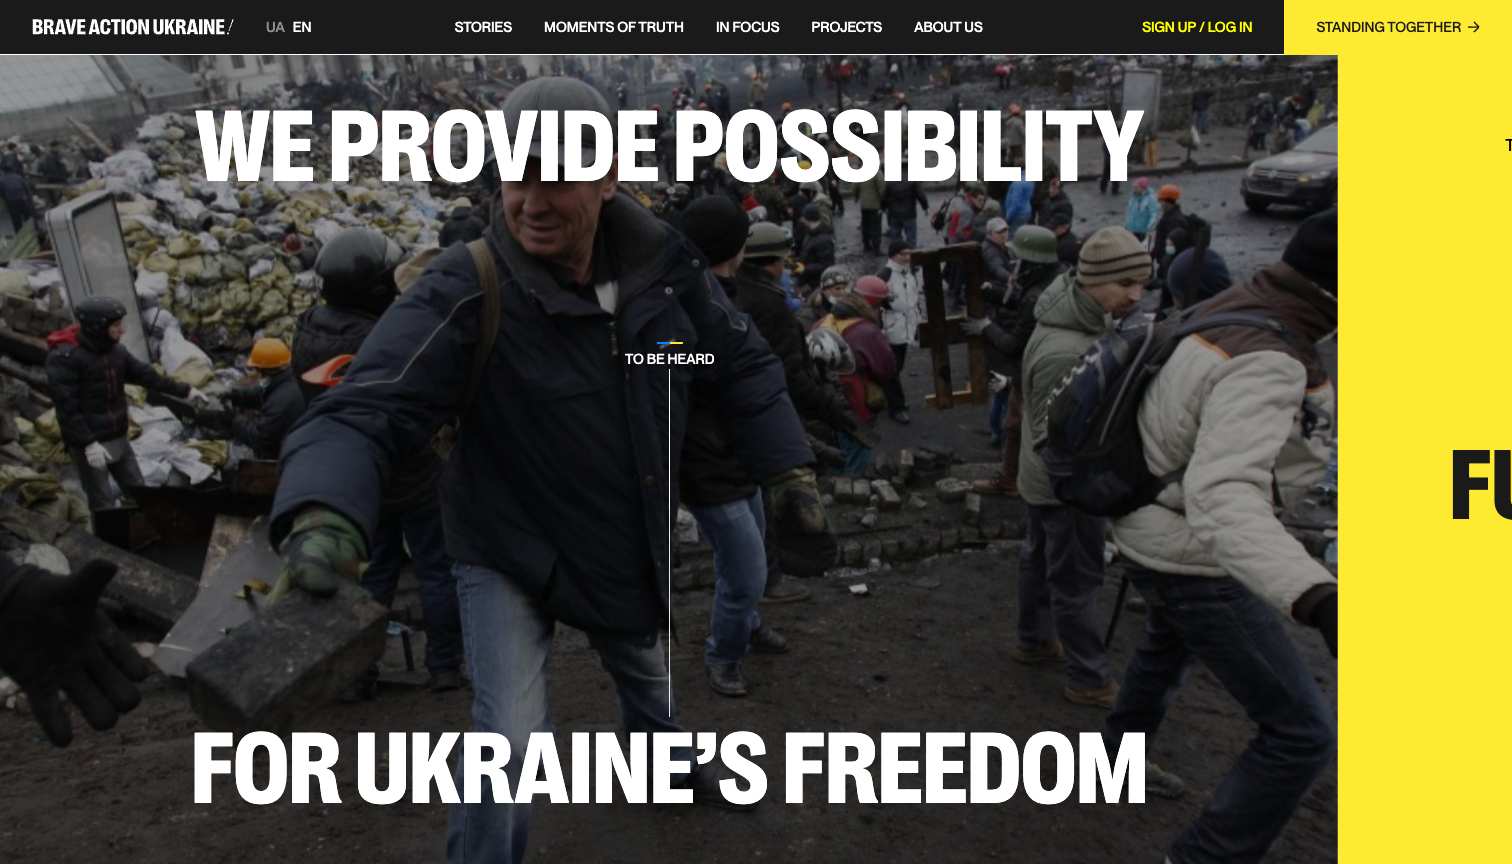 BRAVE ACTION UKRAINE/
UA EN
STORIES
MOMENTS OF TRUTH
IN FOCUS
PROJECTS
ABOUT US
SIGN UP / LOG IN
STANDING TOGETHER →
WE PROVIDE POSSIBILITY
TO BE HEARD
FOR UKRAINE’S FREEDOM